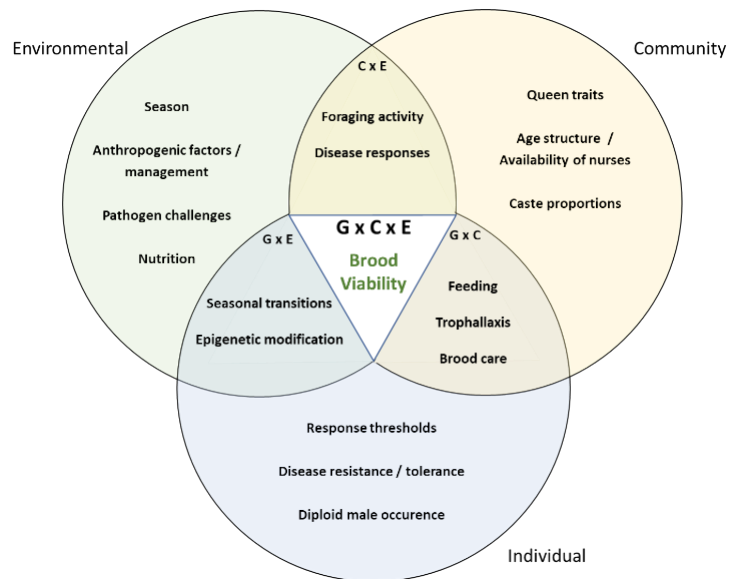 Environmental
Community
C x E
Foraging activity
Disease responses
Season
Anthropogenic factors /
management
Pathogen challenges
Nutrition
Queen traits
Age structure /
Availability of nurses
Caste proportions
G x C x E
Brood
Viability
G x E
Seasonal transitions
Epigenetic modification
G x C
Feeding
Trophallaxis
Brood care
Response thresholds
Disease resistance / tolerance
Diploid male occurence
Individual